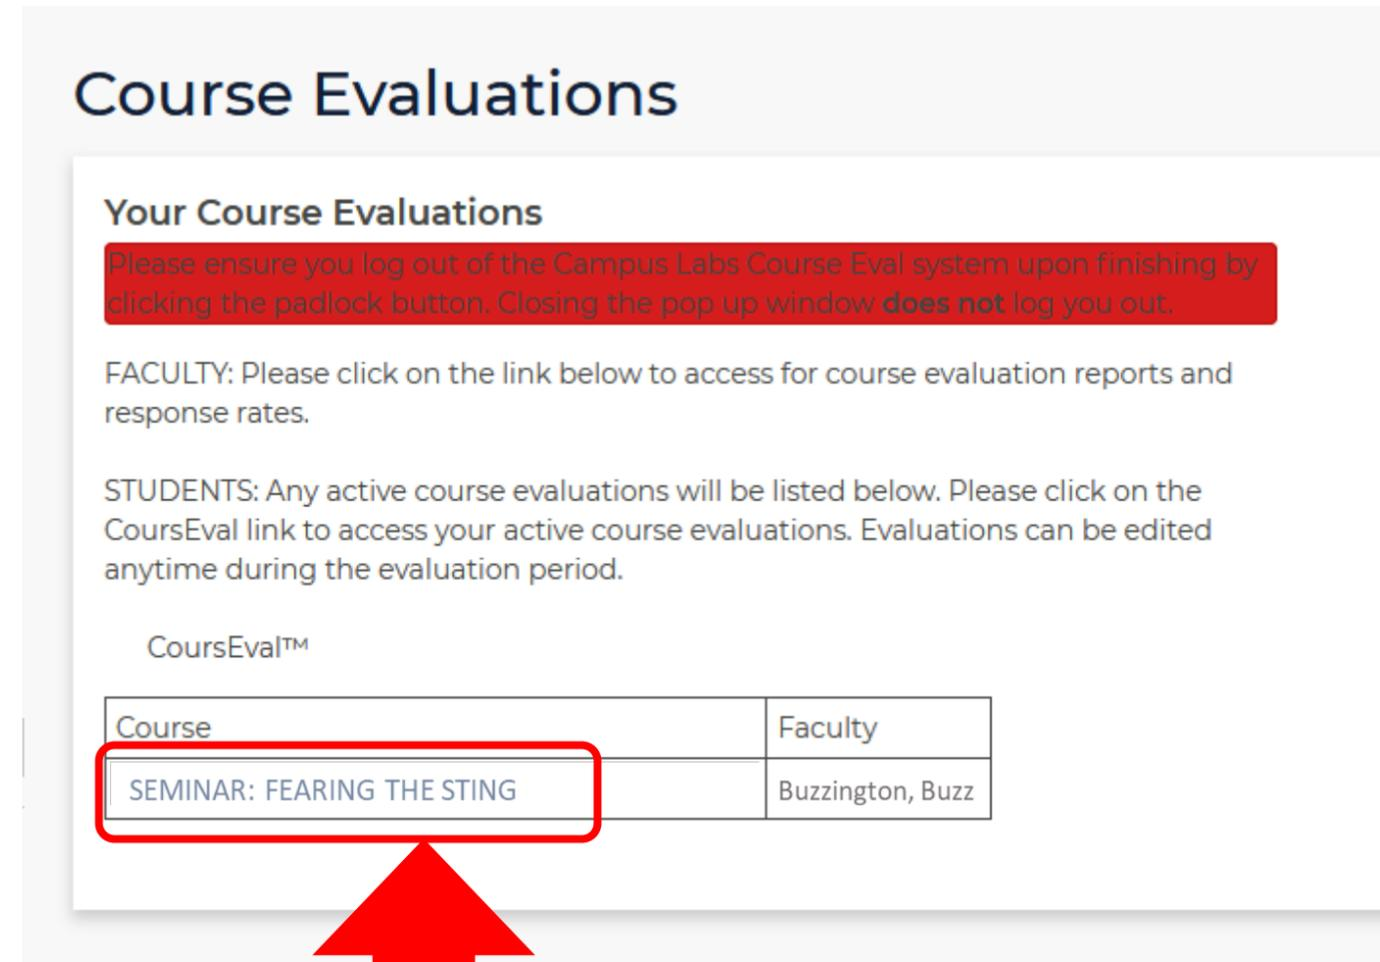 Course Evaluations
Your Course Evaluations
Please ensure you log out of the Campus Labs Course Eval system upon finishing by
clicking the padlock button. Closing the pop up window does not log you out.
FACULTY: Please click on the link below to access for course evaluation reports and
response rates.
STUDENTS: Any active course evaluations will be listed below. Please click on the
CoursEval link to access your active course evaluations. Evaluations can be edited
anytime during the evaluation period.
CoursEval™
Course Faculty
SEMINAR: FEARING THE STING Buzzington, Buzz